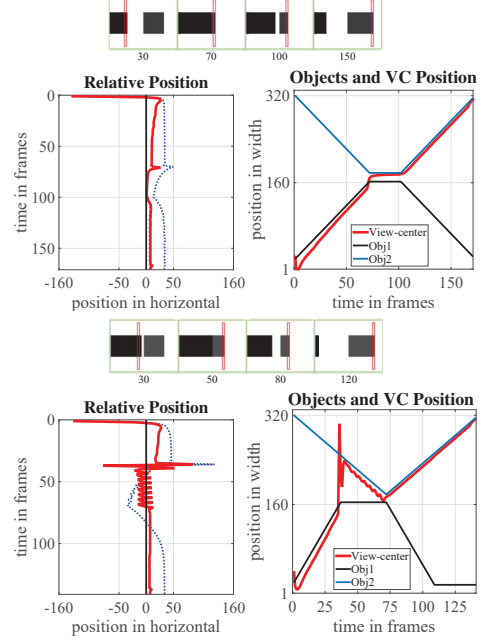 30 70 100 150
Relative Position
Objects and VC Position
time in frames
0
50
100
150
-160 -50 0 50 160
position in horizontal
position in width
320
160
1
View-center
Obj1
Obj2
0 50 100 150
time in frames
30 50 80 120
Relative Position
Objects and VC Position
time in frames
0
50
100
-160 -50 0 50 160
position in horizontal
position in width
320
160
1
View-center
Obj1
Obj2
0 25 50 75 100 125
time in frames